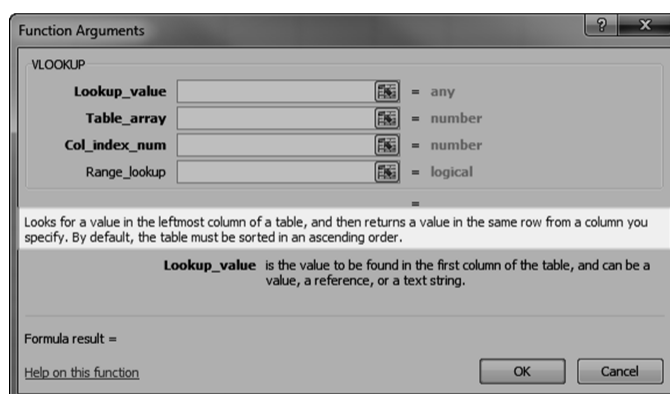 Function Arguments
VLOOKUP
Lookup_value = any
Table_array = number
Col_index_num = number
Range_lookup = logical
=
Looks for a value in the leftmost column of a table, and then returns a value in the same row from a column you
specify. By default, the table must be sorted in an ascending order.
Lookup_value is the value to be found in the first column of the table, and can be a
value, a reference, or a text string.
Formula result =
Help on this function
OK Cancel